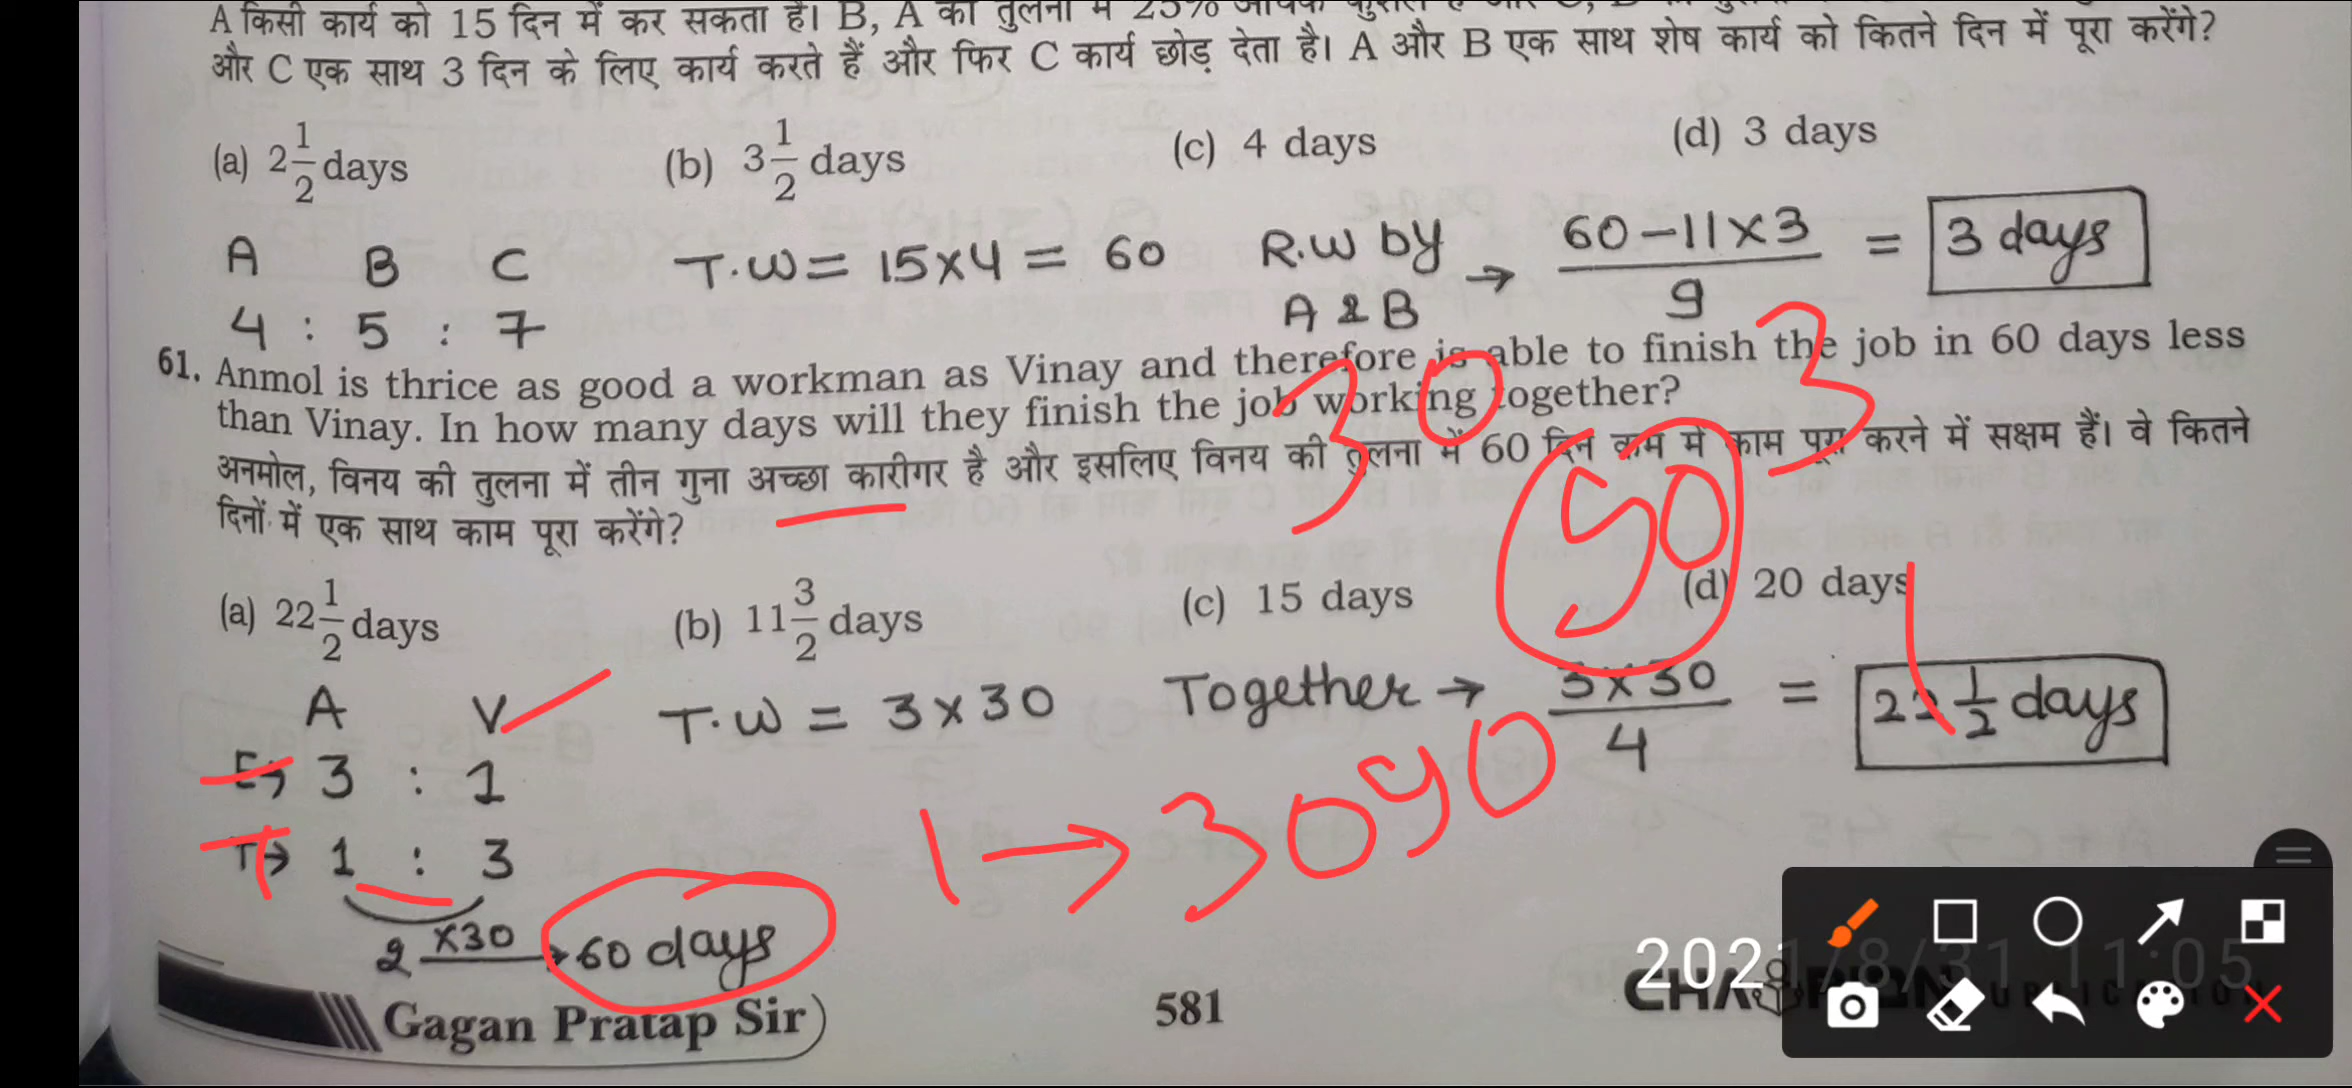 A किसी कार्य को 15 दिन में कर सकता है। B, A की तुलना में 25%
और C एक साथ 3 दिन के लिए कार्य करते हैं और फिर C कार्य छोड़ देता है। A और B एक साथ शेष कार्य को कितने दिन में पूरा करेंगे?
(a) 2 1/2 days (b) 3 1/2 days (c) 4 days (d) 3 days
A B C T.W = 15×4 = 60 R.W by A & B → (60-11×3)/9 = 3 days
4 : 5 : 7
61. Anmol is thrice as good a workman as Vinay and therefore is able to finish the job in 60 days less
than Vinay. In how many days will they finish the job working together?
अनमोल, विनय की तुलना में तीन गुना अच्छा कारीगर है और इसलिए विनय की तुलना में 60 दिन कम में काम पूरा करने में सक्षम हैं। वे कितने
दिनों में एक साथ काम पूरा करेंगे?
30 3
90
(a) 22 1/2 days (b) 11 3/2 days (c) 15 days (d) 20 days
A V T.W = 3×30 Together → 3×30/4 = 22 1/2 days
E→ 3 : 1
1 → 30 90
T→ 1 : 3
2 ×30 → 60 days
Gagan Pratap Sir 581
2021/8/31 11:05